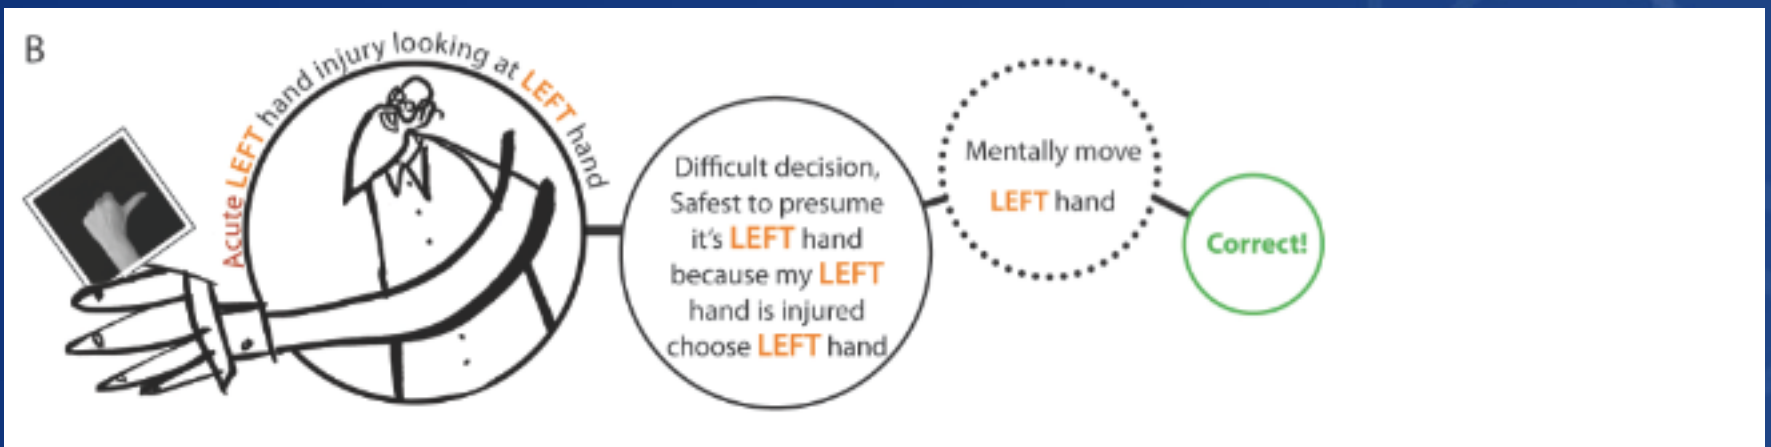 B
Acute LEFT hand injury looking at LEFT hand
Difficult decision,
Safest to presume
it's LEFT hand
because my LEFT
hand is injured
choose LEFT hand
Mentally move
LEFT hand
Correct!